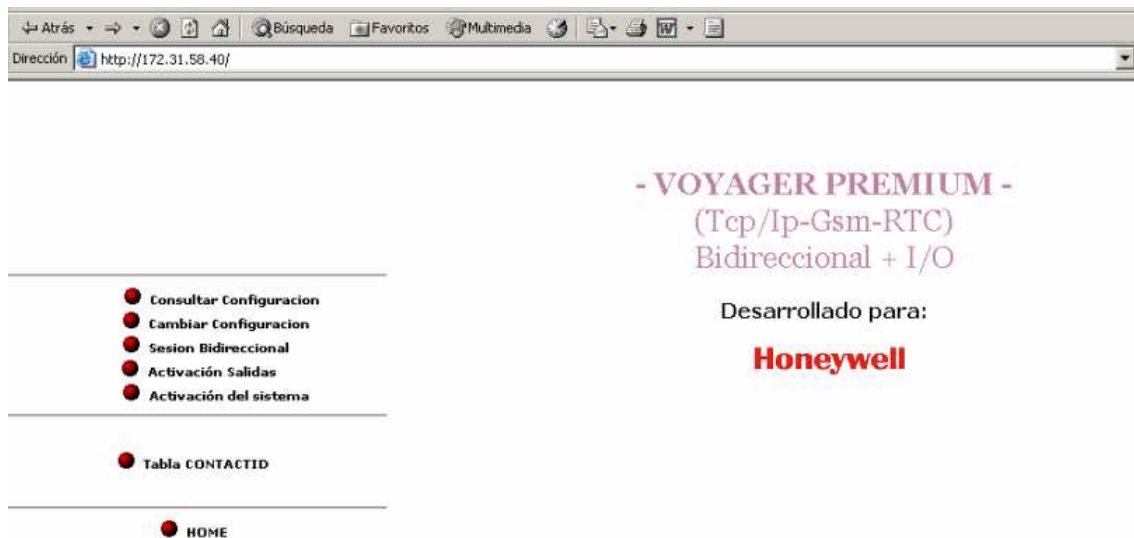 Atrás Búsqueda Favoritos Multimedia
Dirección http://172.31.58.40/
- VOYAGER PREMIUM -
(Tcp/Ip-Gsm-RTC)
Bidireccional + I/O
Desarrollado para:
Honeywell
Consultar Configuracion
Cambiar Configuracion
Sesion Bidireccional
Activación Salidas
Activación del sistema
Tabla CONTACTID
HOME